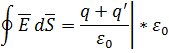 ∮ E̅ dS̅ = (q + q′)/ε₀ | * ε₀